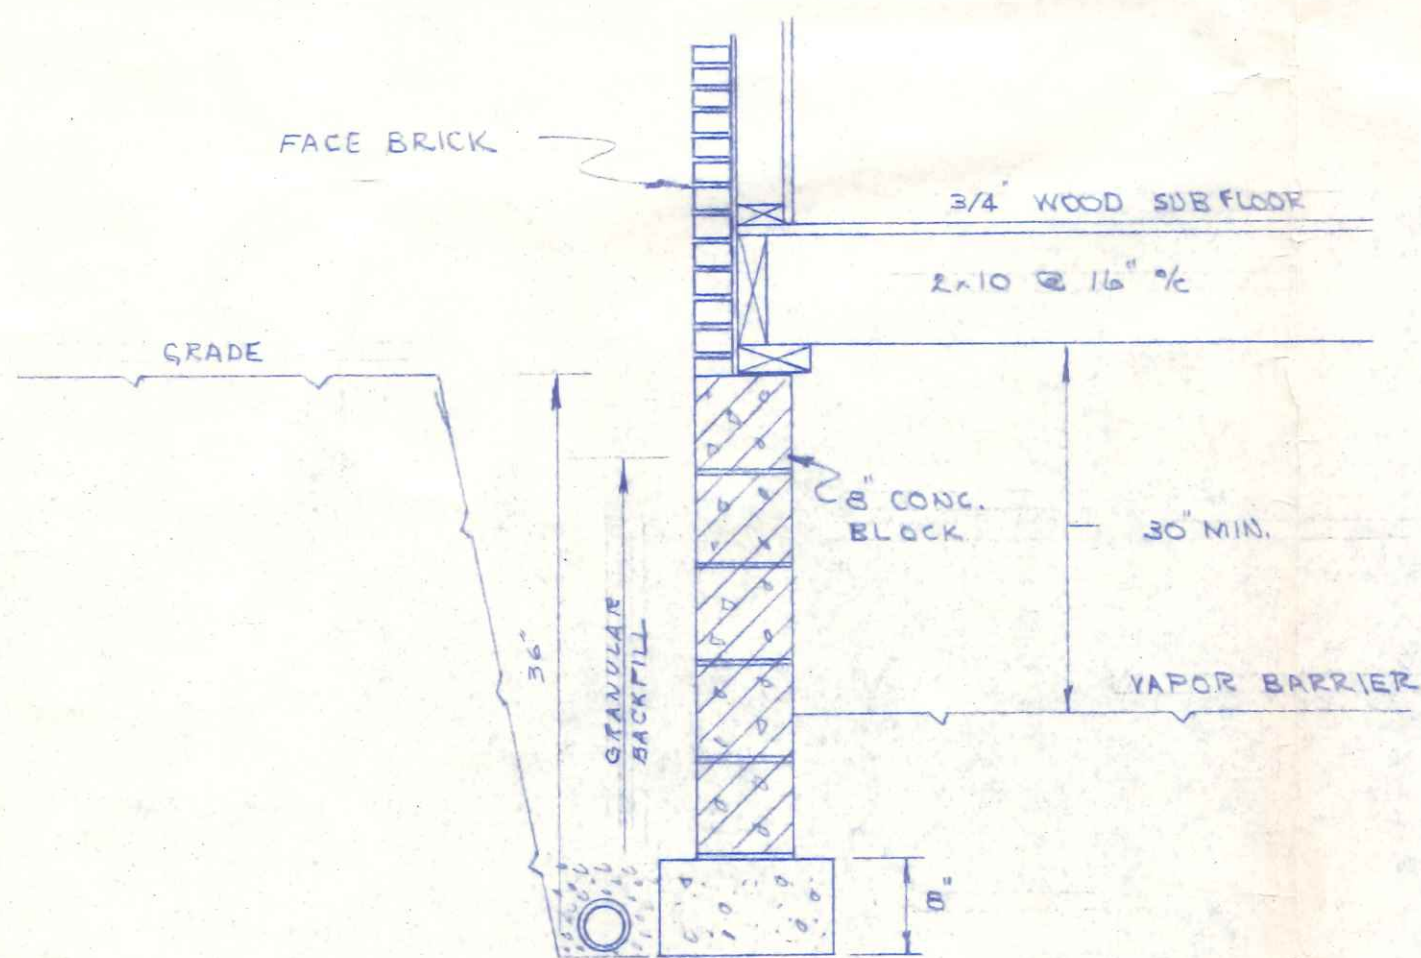 FACE BRICK
3/4" WOOD SUBFLOOR
2x10 @ 16" o/c
GRADE
8" CONC.
BLOCK
30" MIN.
36"
GRANULAR
BACKFILL
VAPOR BARRIER
8"